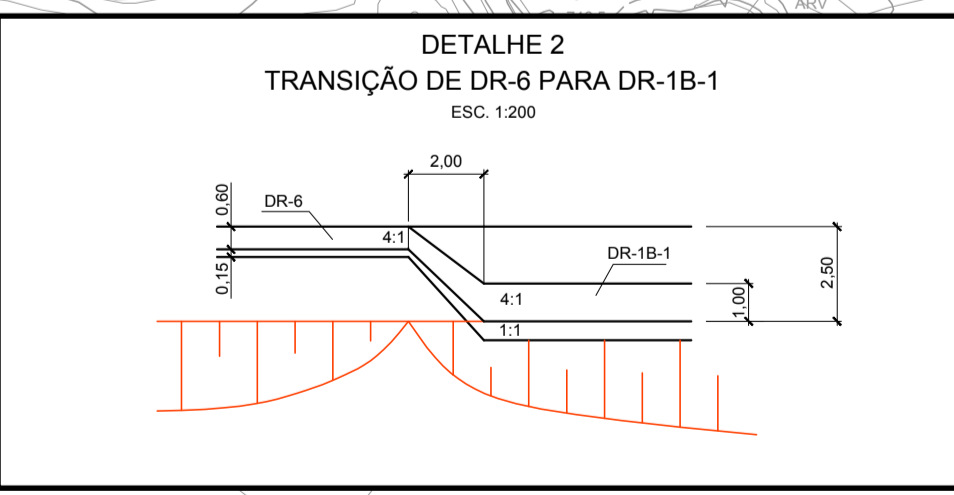 ARV
DETALHE 2
TRANSIÇÃO DE DR-6 PARA DR-1B-1
ESC. 1:200
2,00
0,60
DR-6
4:1
0,15
DR-1B-1
4:1
1:1
1,00
2,50